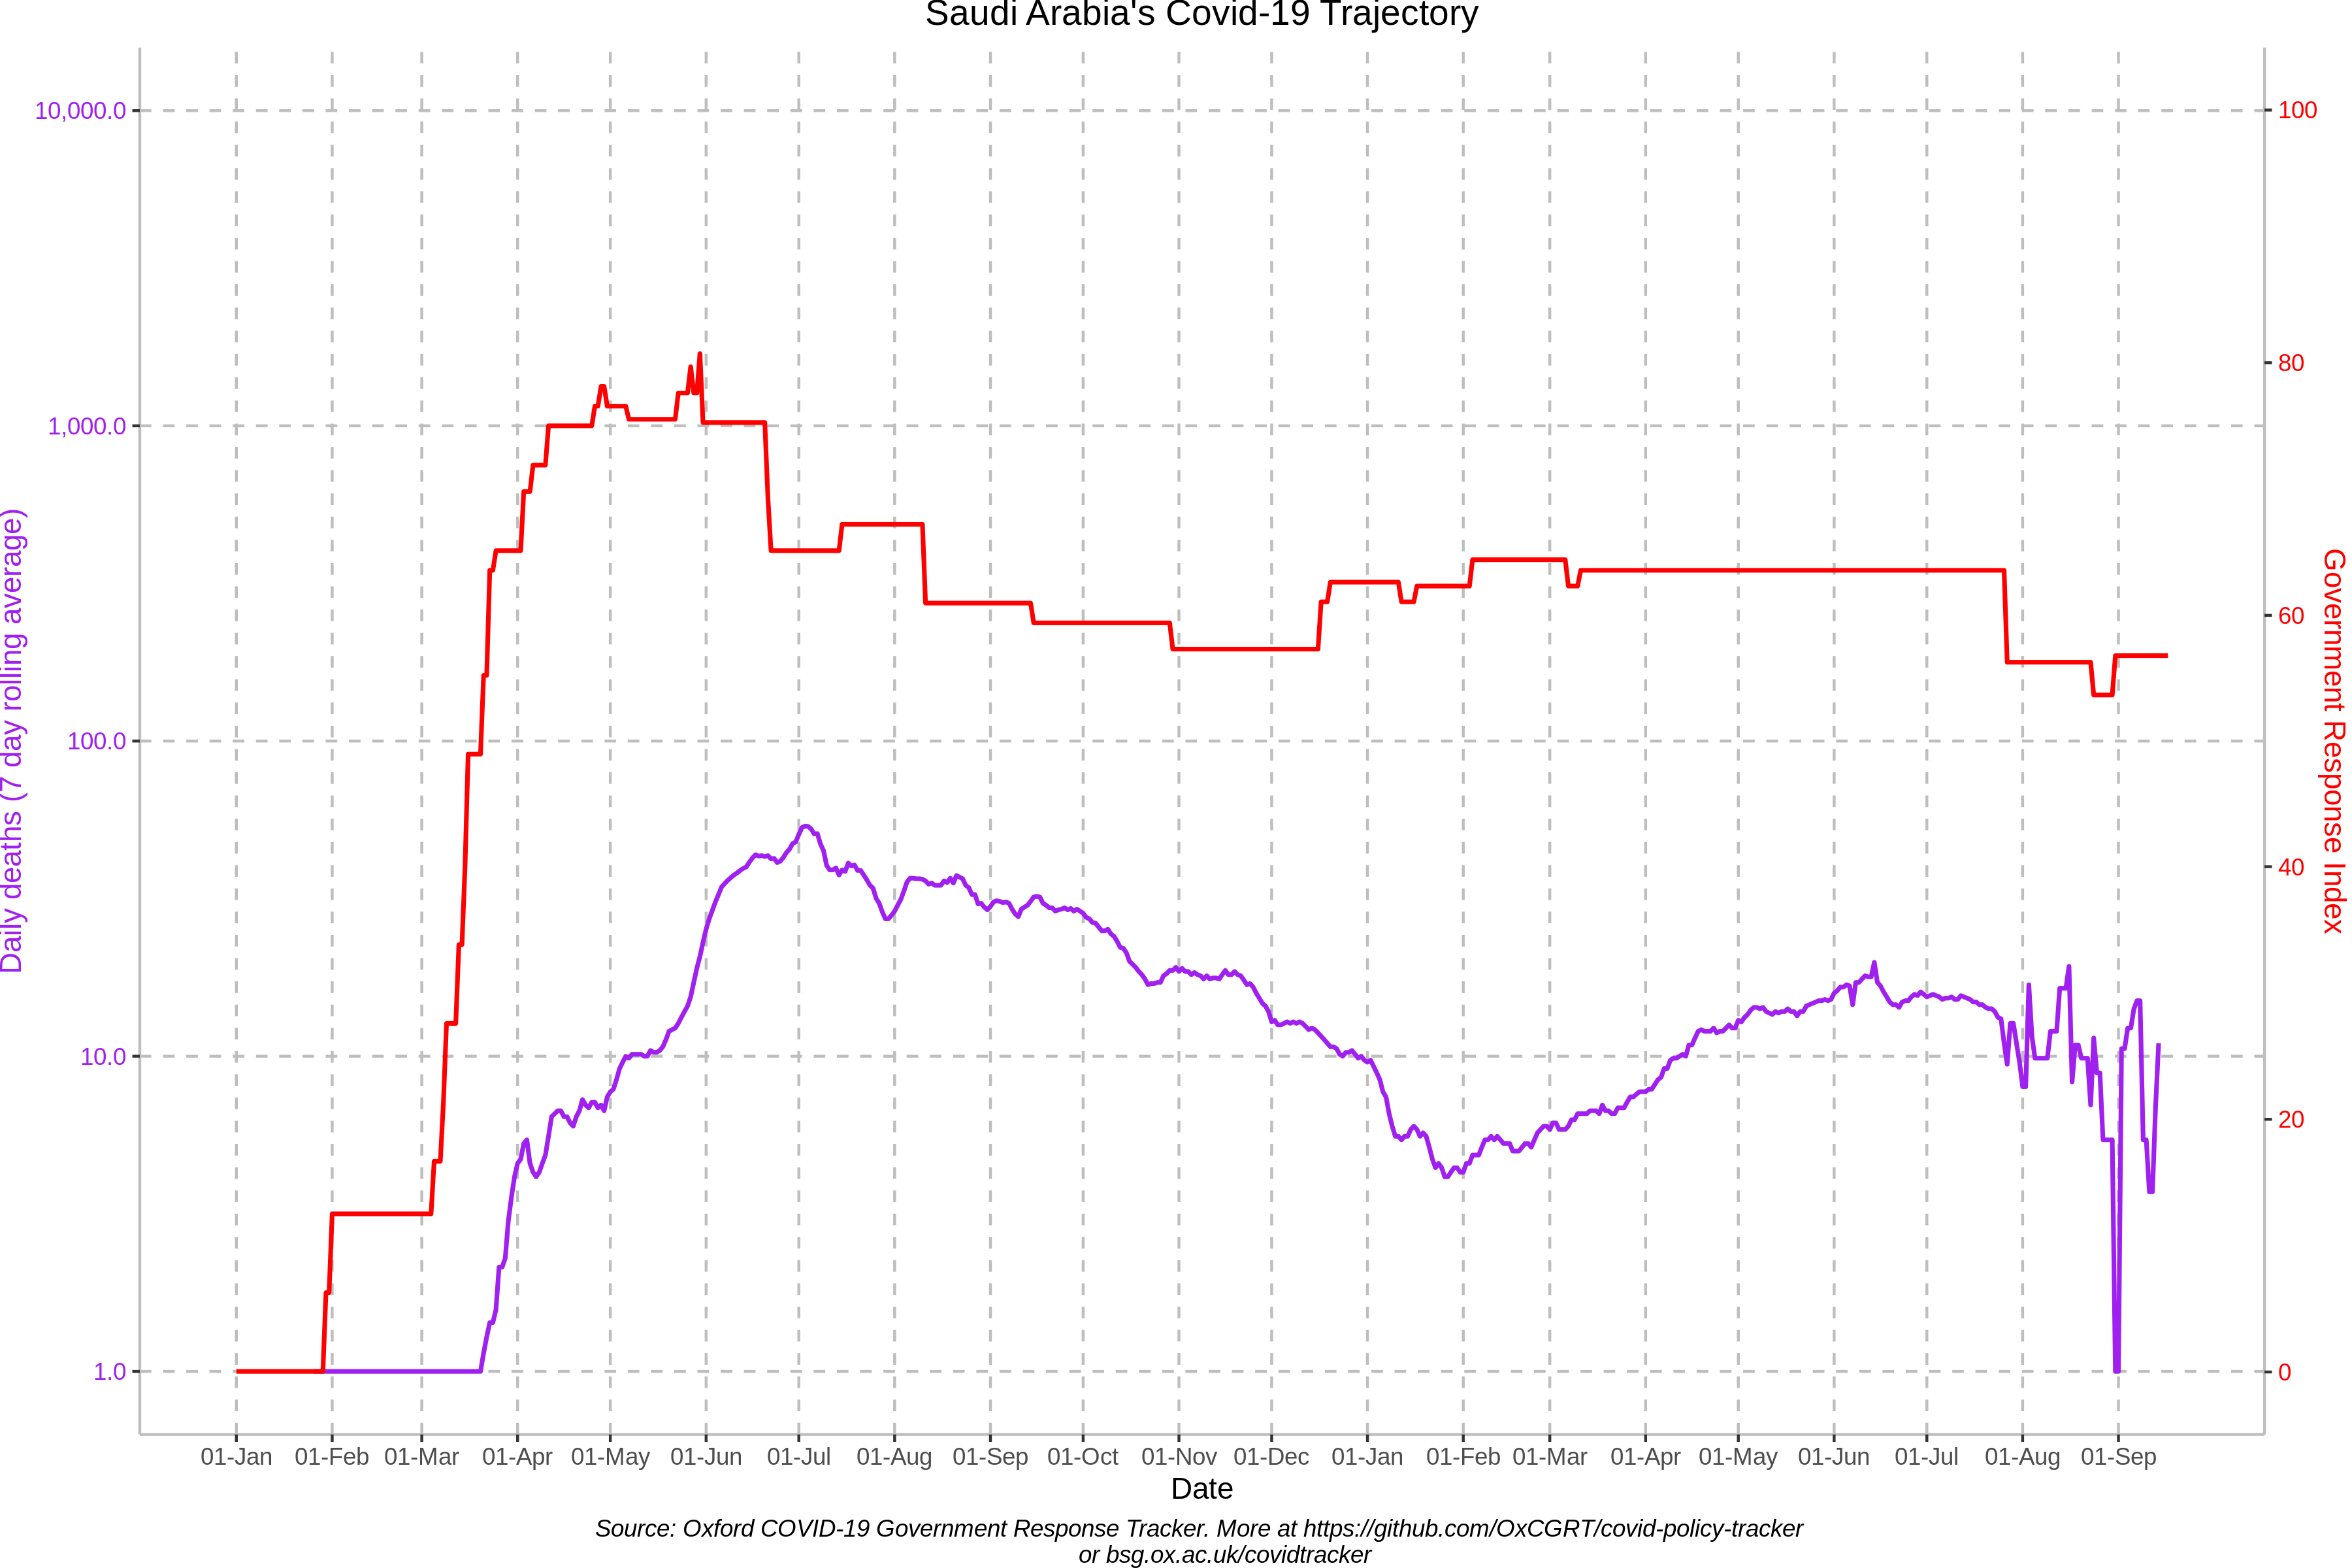 Saudi Arabia's Covid-19 Trajectory
10,000.0
1,000.0
100.0
10.0
1.0
Daily deaths (7 day rolling average)
100
80
60
40
20
0
Government Response Index
01-Jan 01-Feb 01-Mar 01-Apr 01-May 01-Jun 01-Jul 01-Aug 01-Sep 01-Oct 01-Nov 01-Dec 01-Jan 01-Feb 01-Mar 01-Apr 01-May 01-Jun 01-Jul 01-Aug 01-Sep
Date
Source: Oxford COVID-19 Government Response Tracker. More at https://github.com/OxCGRT/covid-policy-tracker
or bsg.ox.ac.uk/covidtracker